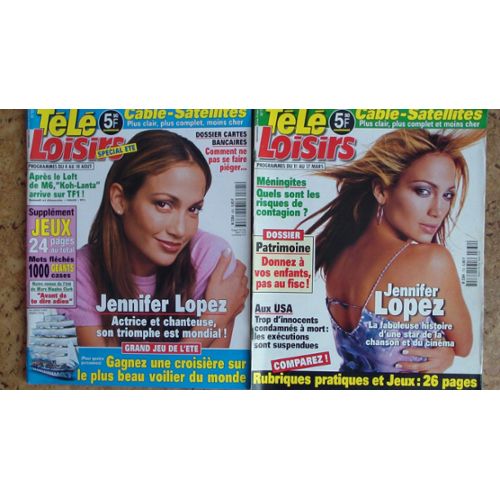 Câble-Satellites
Plus clair, plus complet, moins cher
TéLé
Loisirs
5F
SPÉCIAL ÉTÉ
DOSSIER CARTES
BANCAIRES
Comment ne
pas se faire
piéger...
Après le Loft
de M6, "Koh-Lanta"
arrive sur TF1 !
Supplément
JEUX
24 pages
au total
Mots fléchés
1000 GÉANTS
cases
"Avant de
te dire adieu"
Jennifer Lopez
Actrice et chanteuse,
son triomphe est mondial !
GRAND JEU DE L'ETE
Gagnez une croisière sur
le plus beau voilier du monde
Câble-Satellites
Plus clair, plus complet et moins cher
TéLé
Loisirs
5F
PROGRAMMES DU 11 AU 17 MARS
Méningites
Quels sont les
risques de
contagion ?
DOSSIER
Patrimoine
Donnez à
vos enfants,
pas au fisc !
Aux USA
Trop d'innocents
condamnés à mort :
les exécutions
sont suspendues
Jennifer
Lopez
La fabuleuse histoire
d'une star de la
chanson et du cinéma
COMPAREZ !
Rubriques pratiques et Jeux : 26 pages